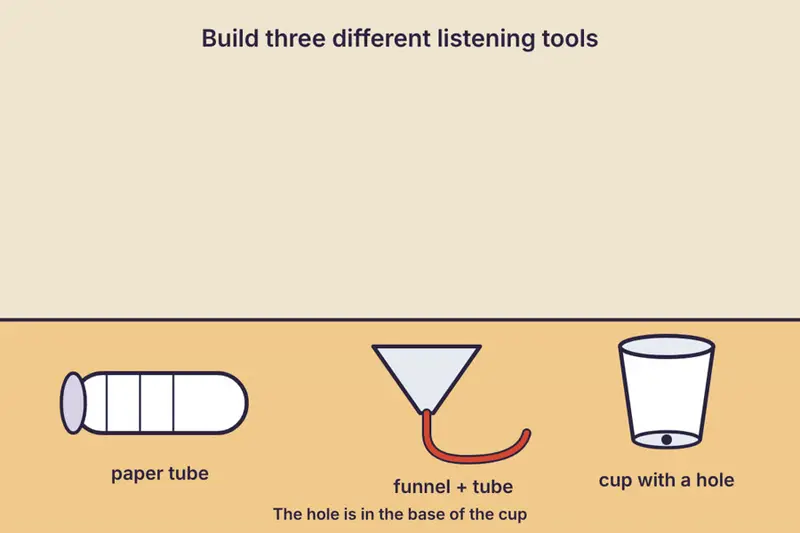 Build three different listening tools
paper tube
funnel + tube
cup with a hole
The hole is in the base of the cup